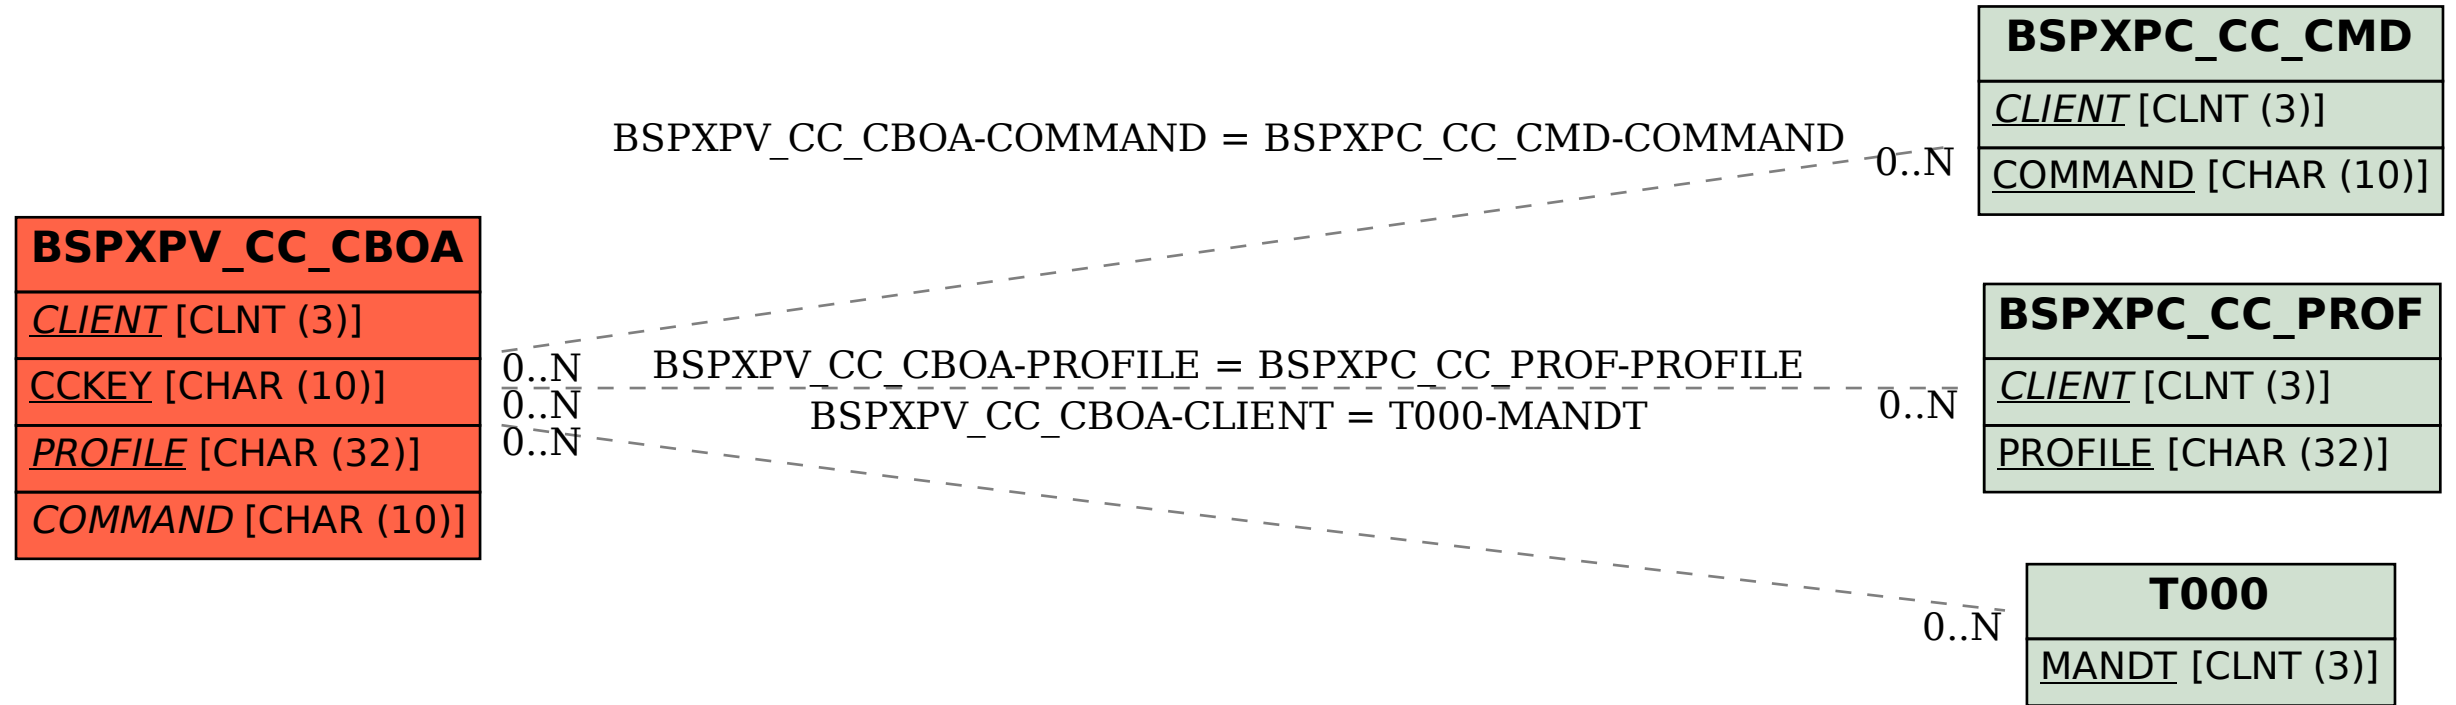 BSPXPV_CC_CBOA
CLIENT [CLNT (3)]
CCKEY [CHAR (10)]
PROFILE [CHAR (32)]
COMMAND [CHAR (10)]
BSPXPV_CC_CBOA-COMMAND = BSPXPC_CC_CMD-COMMAND
0..N
0..N
BSPXPV_CC_CBOA-PROFILE = BSPXPC_CC_PROF-PROFILE
0..N
0..N
BSPXPV_CC_CBOA-CLIENT = T000-MANDT
0..N
0..N
BSPXPC_CC_CMD
CLIENT [CLNT (3)]
COMMAND [CHAR (10)]
BSPXPC_CC_PROF
CLIENT [CLNT (3)]
PROFILE [CHAR (32)]
T000
MANDT [CLNT (3)]